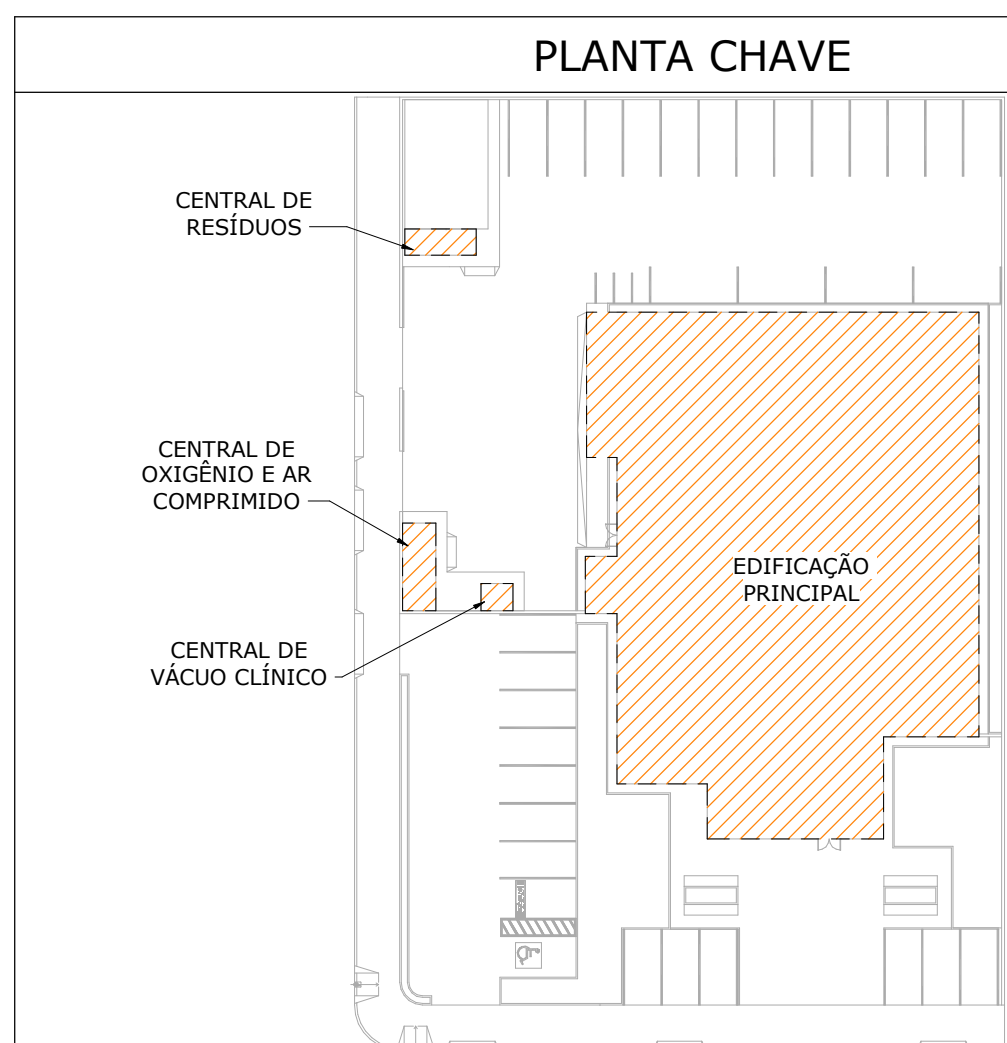 PLANTA CHAVE
CENTRAL DE
RESÍDUOS
CENTRAL DE
OXIGÊNIO E AR
COMPRIMIDO
EDIFICAÇÃO
PRINCIPAL
CENTRAL DE
VÁCUO CLÍNICO